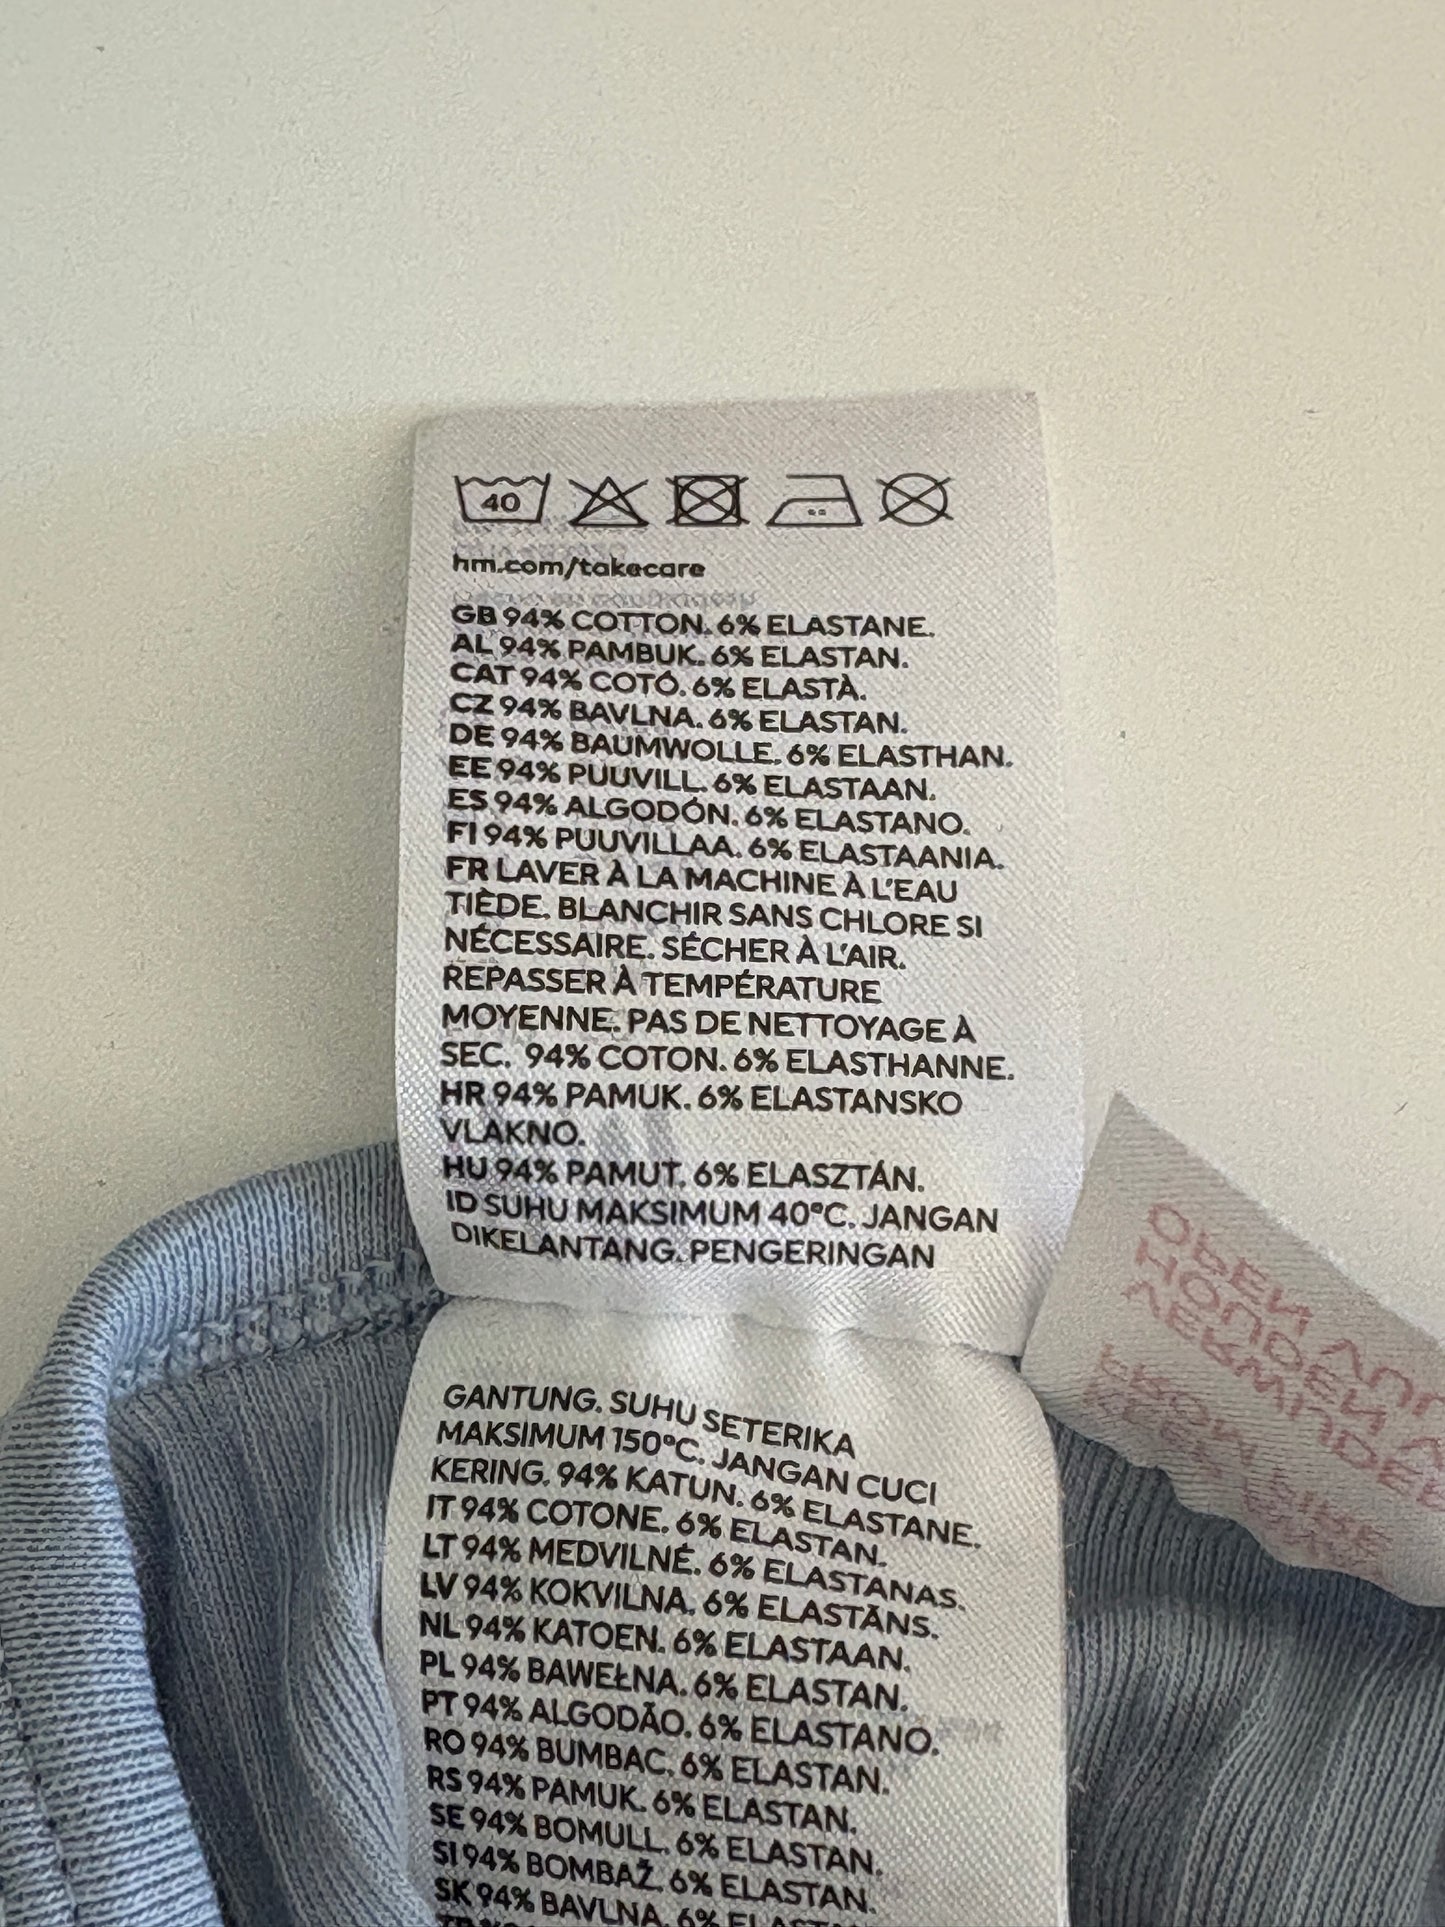 40
hm.com/takecare
GB 94% COTTON. 6% ELASTANE.
AL 94% PAMBUK. 6% ELASTAN.
CAT 94% COTÓ. 6% ELASTÀ.
CZ 94% BAVLNA. 6% ELASTAN.
DE 94% BAUMWOLLE. 6% ELASTHAN.
EE 94% PUUVILL. 6% ELASTAAN.
ES 94% ALGODÓN. 6% ELASTANO.
FI 94% PUUVILLAA. 6% ELASTAANIA.
FR LAVER À LA MACHINE À L'EAU
TIÈDE. BLANCHIR SANS CHLORE SI
NÉCESSAIRE. SÉCHER À L'AIR.
REPASSER À TEMPÉRATURE
MOYENNE. PAS DE NETTOYAGE À
SEC. 94% COTON. 6% ELASTHANNE.
HR 94% PAMUK. 6% ELASTANSKO
VLAKNO.
HU 94% PAMUT. 6% ELASZTÁN.
ID SUHU MAKSIMUM 40°C. JANGAN
DIKELANTANG. PENGERINGAN
GANTUNG. SUHU SETERIKA
MAKSIMUM 150°C. JANGAN CUCI
KERING. 94% KATUN. 6% ELASTANE.
IT 94% COTONE. 6% ELASTAN.
LT 94% MEDVILNĖ. 6% ELASTANAS.
LV 94% KOKVILNA. 6% ELASTĀNS.
NL 94% KATOEN. 6% ELASTAAN.
PL 94% BAWEŁNA. 6% ELASTAN.
PT 94% ALGODÃO. 6% ELASTANO.
RO 94% BUMBAC. 6% ELASTAN.
RS 94% PAMUK. 6% ELASTAN.
SE 94% BOMULL. 6% ELASTAN.
SI 94% BOMBAŽ. 6% ELASTAN.
SK 94% BAVLNA. 6%